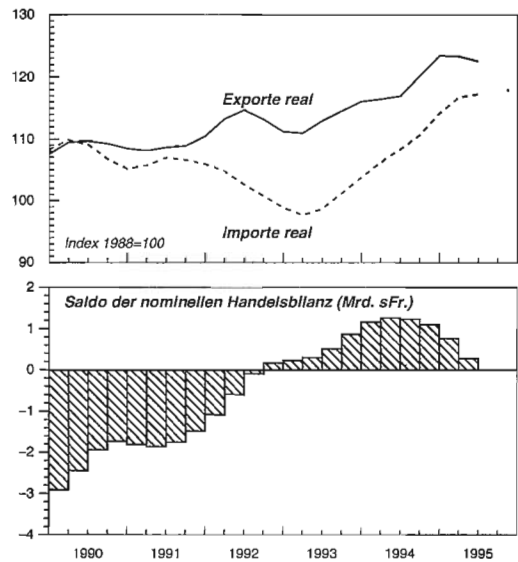 130
120
110
100
90
Exporte real
Importe real
Index 1988=100
2
1
0
-1
-2
-3
-4
Saldo der nominellen Handelsbilanz (Mrd. sFr.)
1990 1991 1992 1993 1994 1995